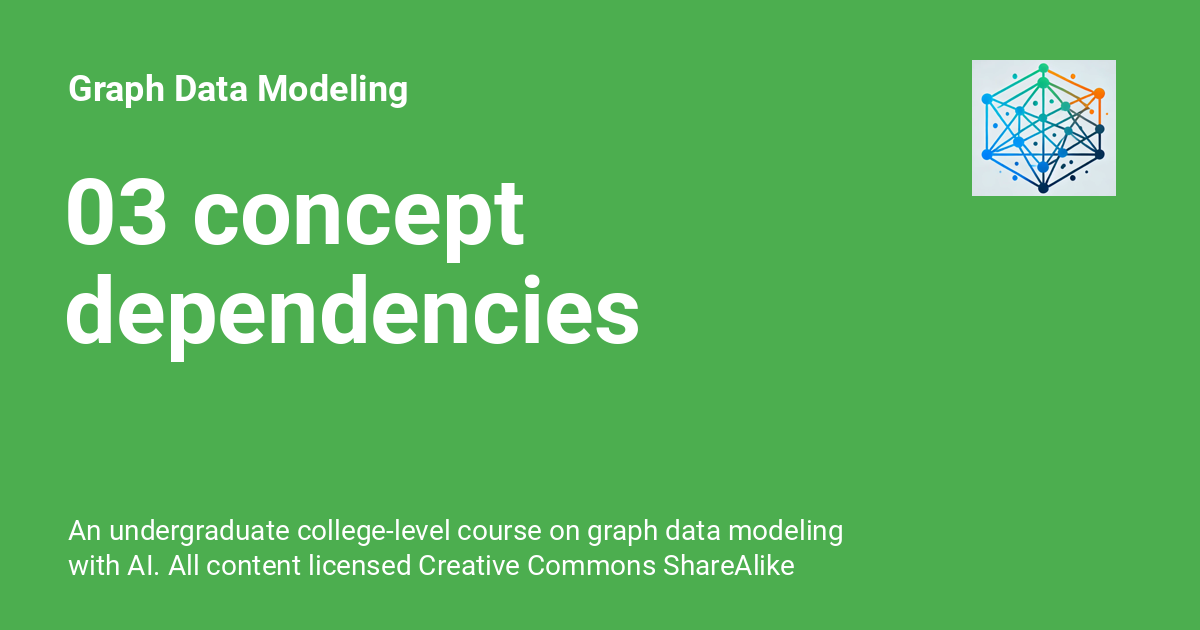 Graph Data Modeling
03 concept
dependencies
An undergraduate college-level course on graph data modeling
with AI. All content licensed Creative Commons ShareAlike